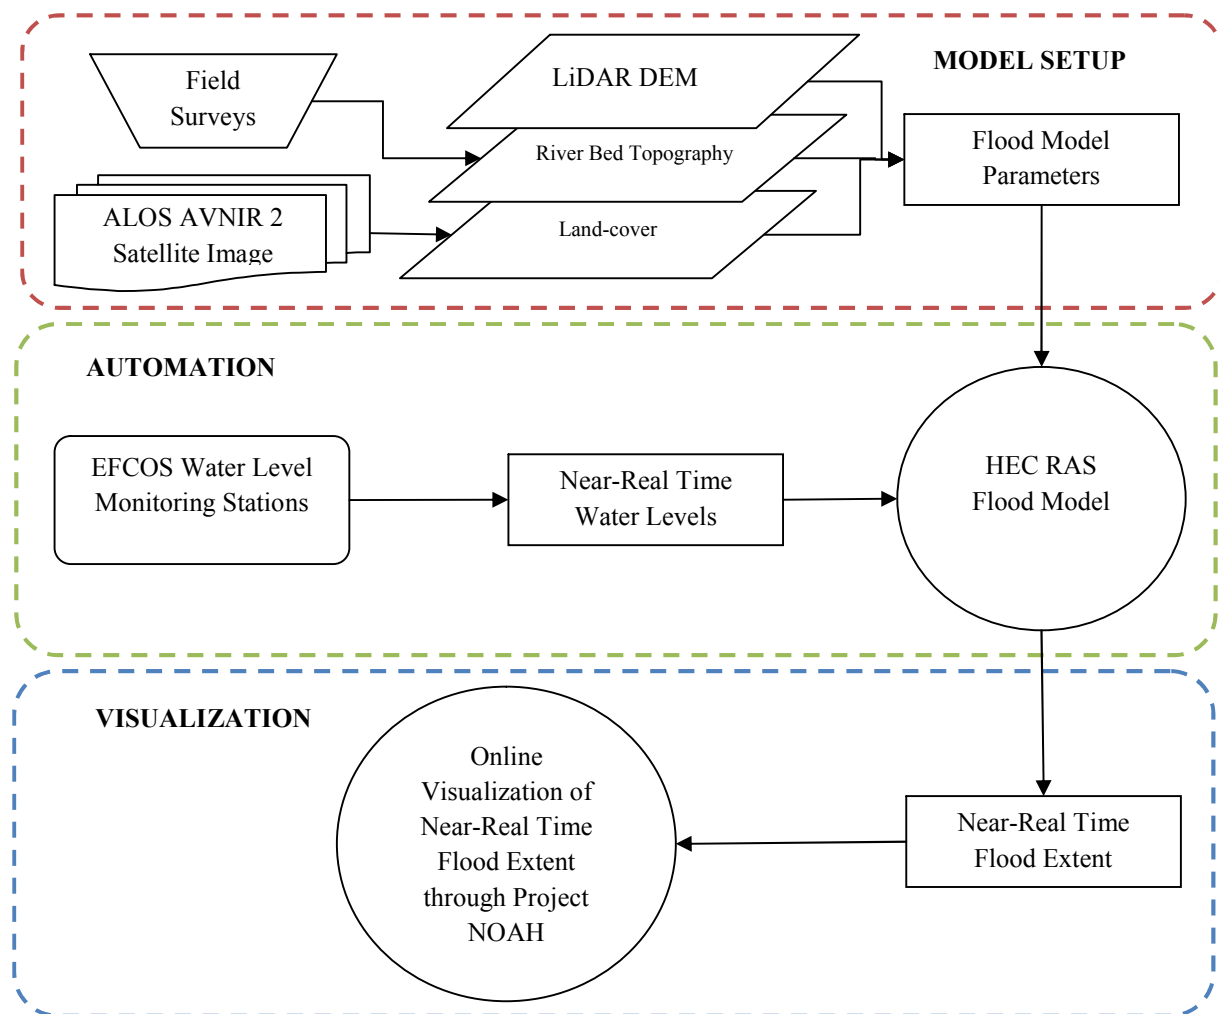 MODEL SETUP
Field
Surveys
LiDAR DEM
River Bed Topography
Land-cover
ALOS AVNIR 2
Satellite Image
Flood Model
Parameters
AUTOMATION
EFCOS Water Level
Monitoring Stations
Near-Real Time
Water Levels
HEC RAS
Flood Model
VISUALIZATION
Online
Visualization of
Near-Real Time
Flood Extent
through Project
NOAH
Near-Real Time
Flood Extent